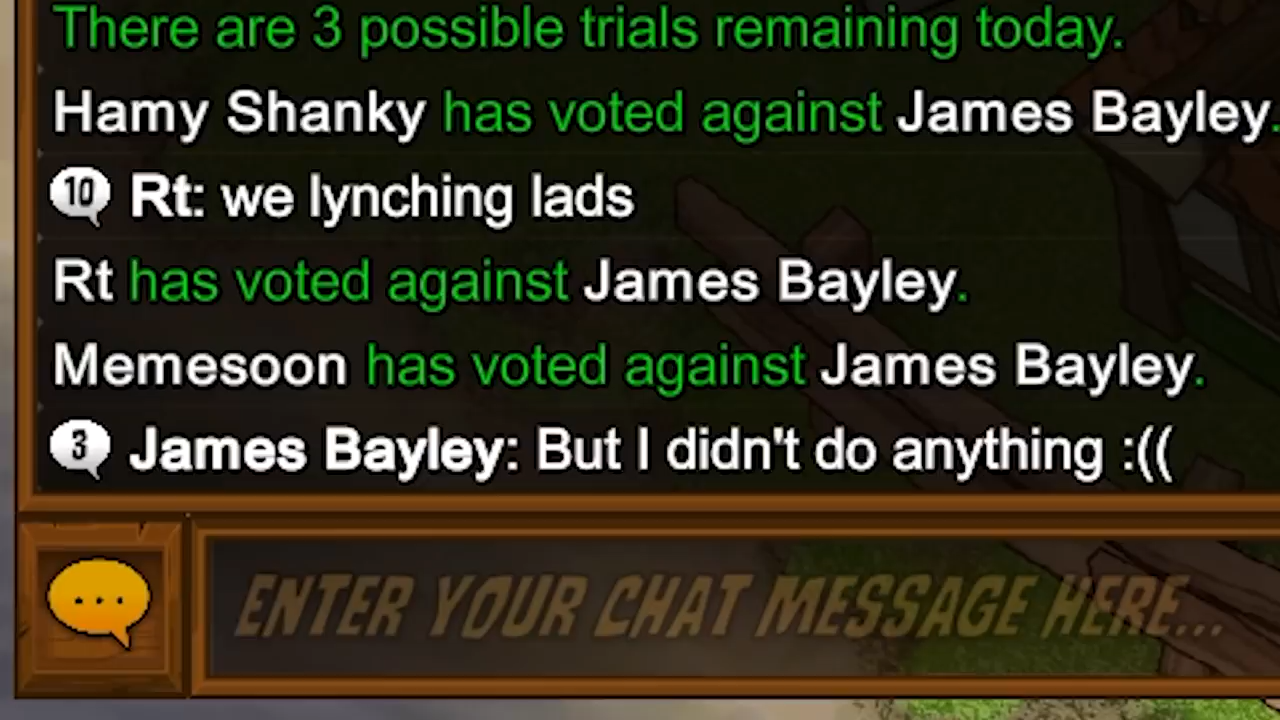 There are 3 possible trials remaining today.
Hamy Shanky has voted against James Bayley.
10 Rt: we lynching lads
Rt has voted against James Bayley.
Memesoon has voted against James Bayley.
3 James Bayley: But I didn't do anything :((
ENTER YOUR CHAT MESSAGE HERE...